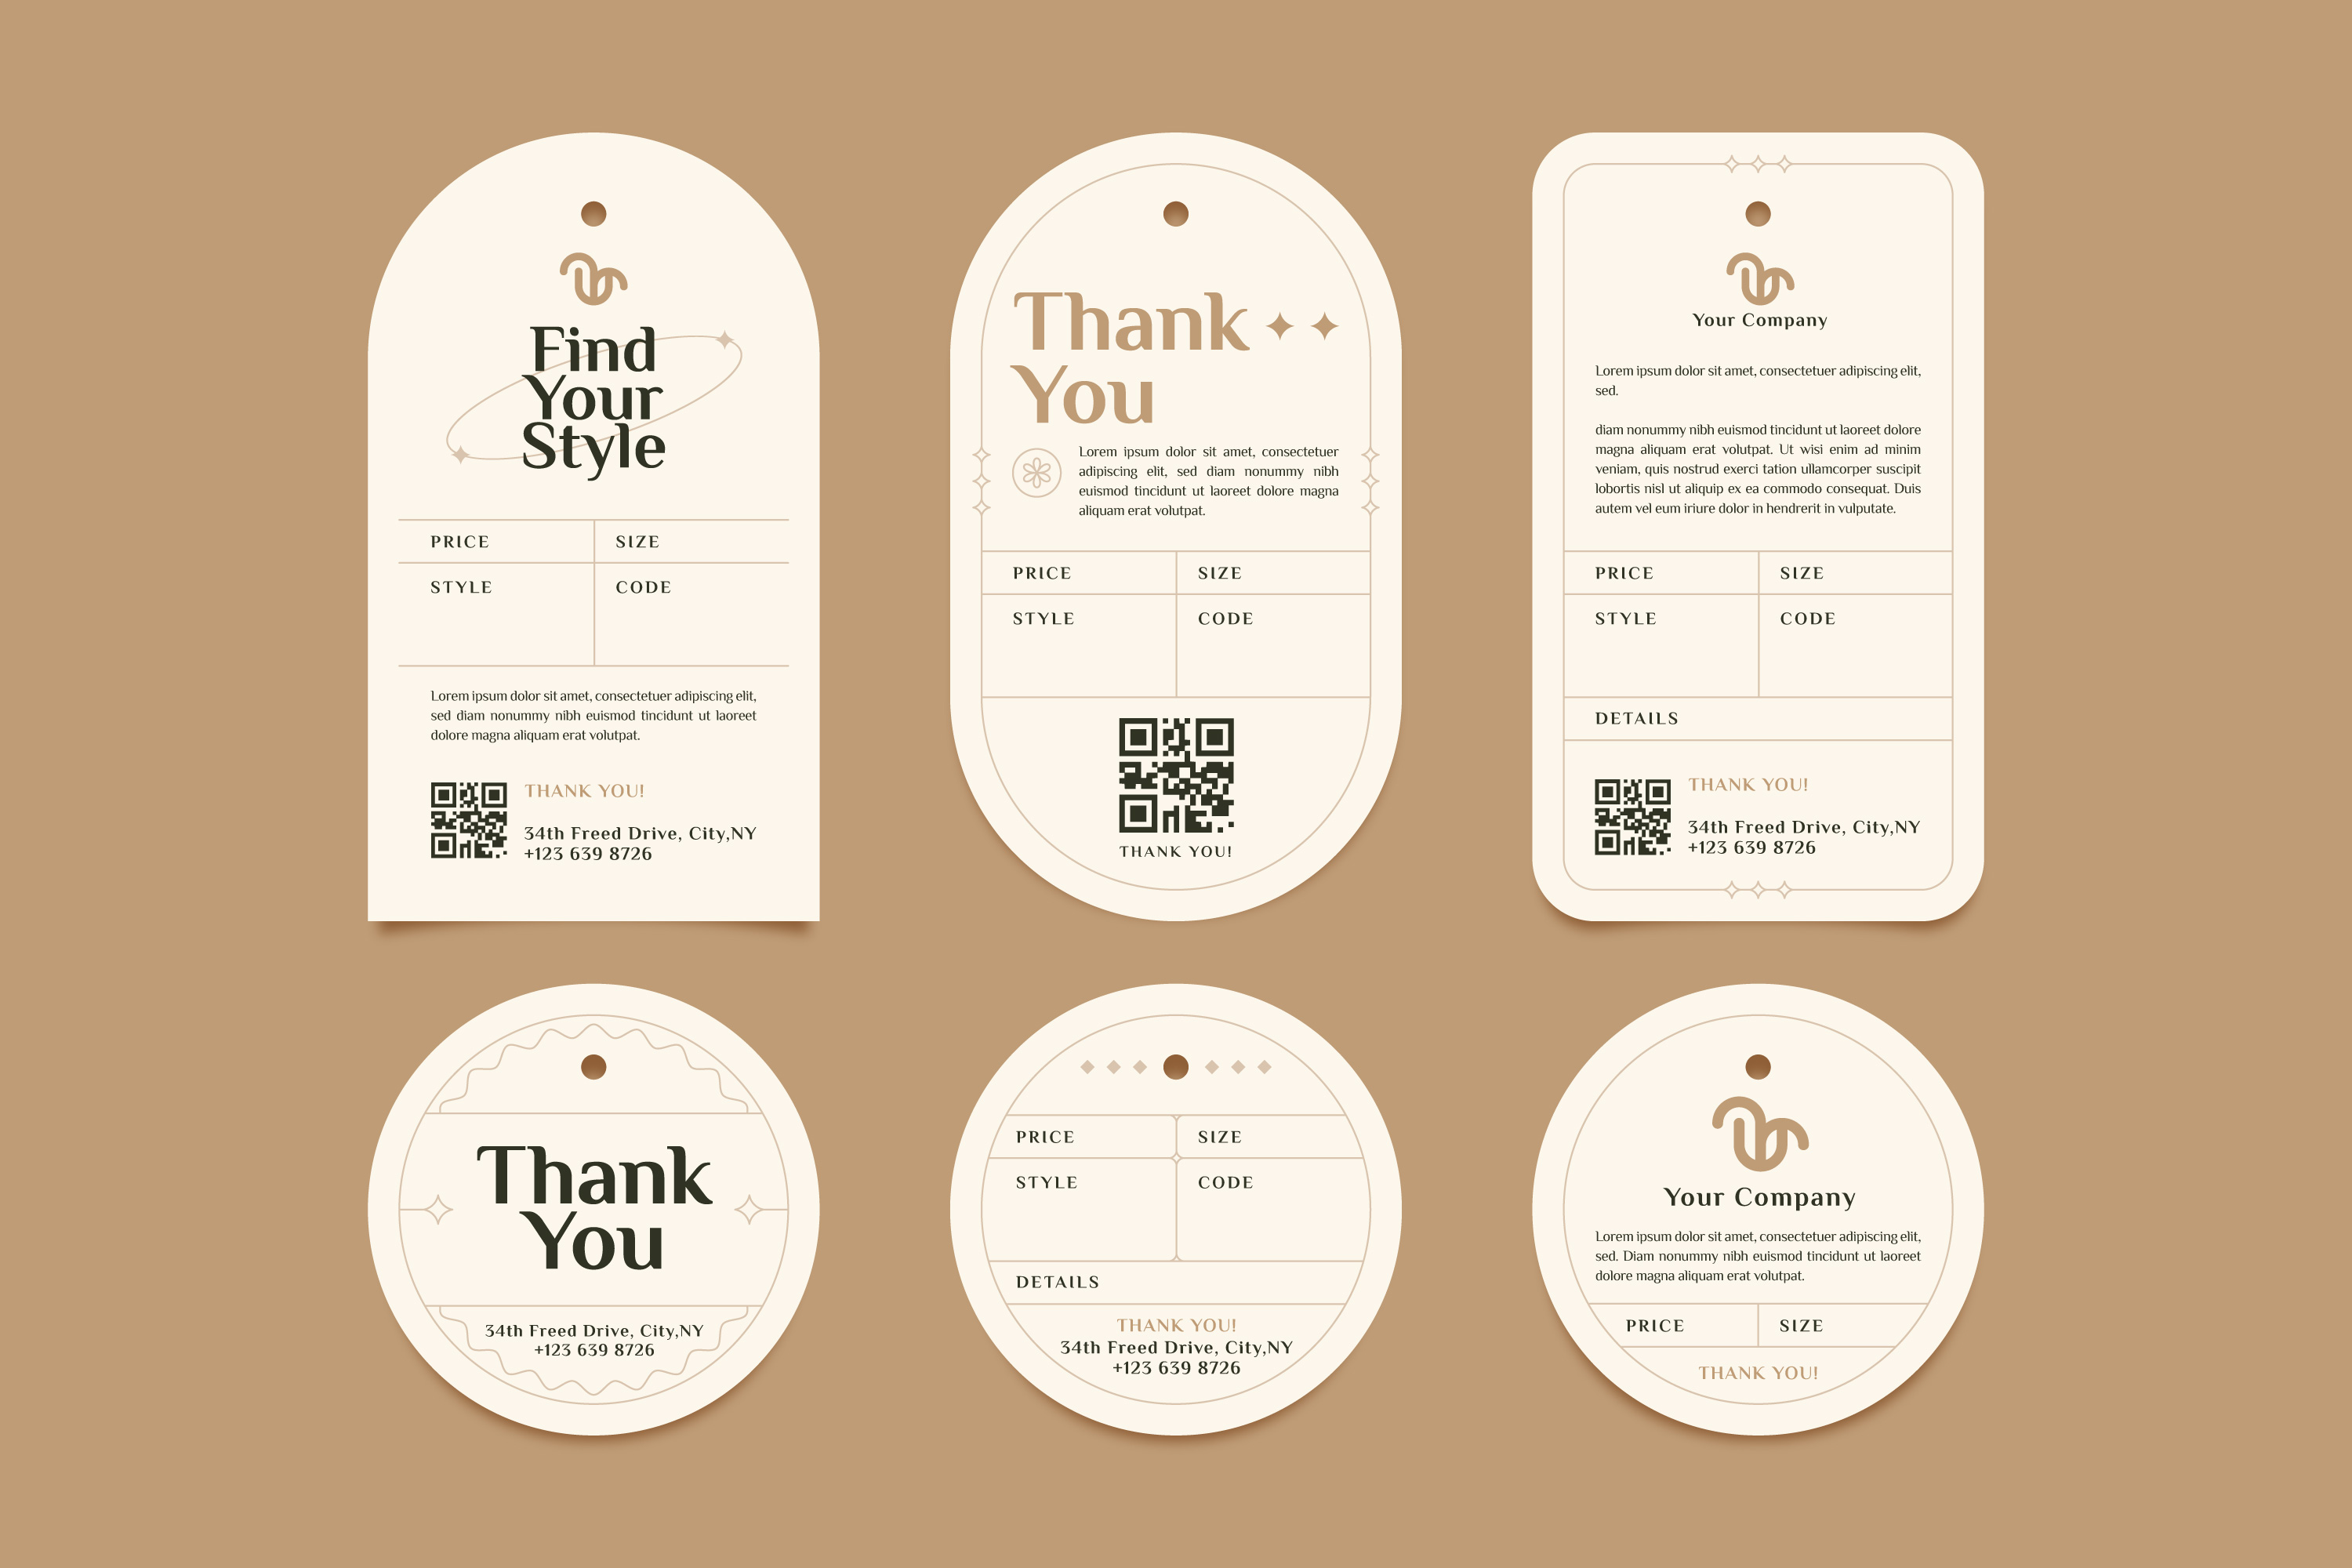 Find
Your
Style
PRICE SIZE
STYLE CODE
Lorem ipsum dolor sit amet, consectetuer adipiscing elit,
sed diam nonummy nibh euismod tincidunt ut laoreet
dolore magna aliquam erat volutpat.
THANK YOU!
34th Freed Drive, City,NY
+123 639 8726
Thank
You
Lorem ipsum dolor sit amet, consectetuer
adipiscing elit, sed diam nonummy nibh
euismod tincidunt ut laoreet dolore magna
aliquam erat volutpat.
PRICE SIZE
STYLE CODE
THANK YOU!
Your Company
Lorem ipsum dolor sit amet, consectetuer adipiscing elit,
sed.
diam nonummy nibh euismod tincidunt ut laoreet dolore
magna aliquam erat volutpat. Ut wisi enim ad minim
veniam, quis nostrud exerci tation ullamcorper suscipit
lobortis nisl ut aliquip ex ea commodo consequat. Duis
autem vel eum iriure dolor in hendrerit in vulputate.
PRICE SIZE
STYLE CODE
DETAILS
THANK YOU!
34th Freed Drive, City,NY
+123 639 8726
Thank
You
34th Freed Drive, City,NY
+123 639 8726
PRICE SIZE
STYLE CODE
DETAILS
THANK YOU!
34th Freed Drive, City,NY
+123 639 8726
Your Company
Lorem ipsum dolor sit amet, consectetuer adipiscing elit,
sed. Diam nonummy nibh euismod tincidunt ut laoreet
dolore magna aliquam erat volutpat.
PRICE SIZE
THANK YOU!